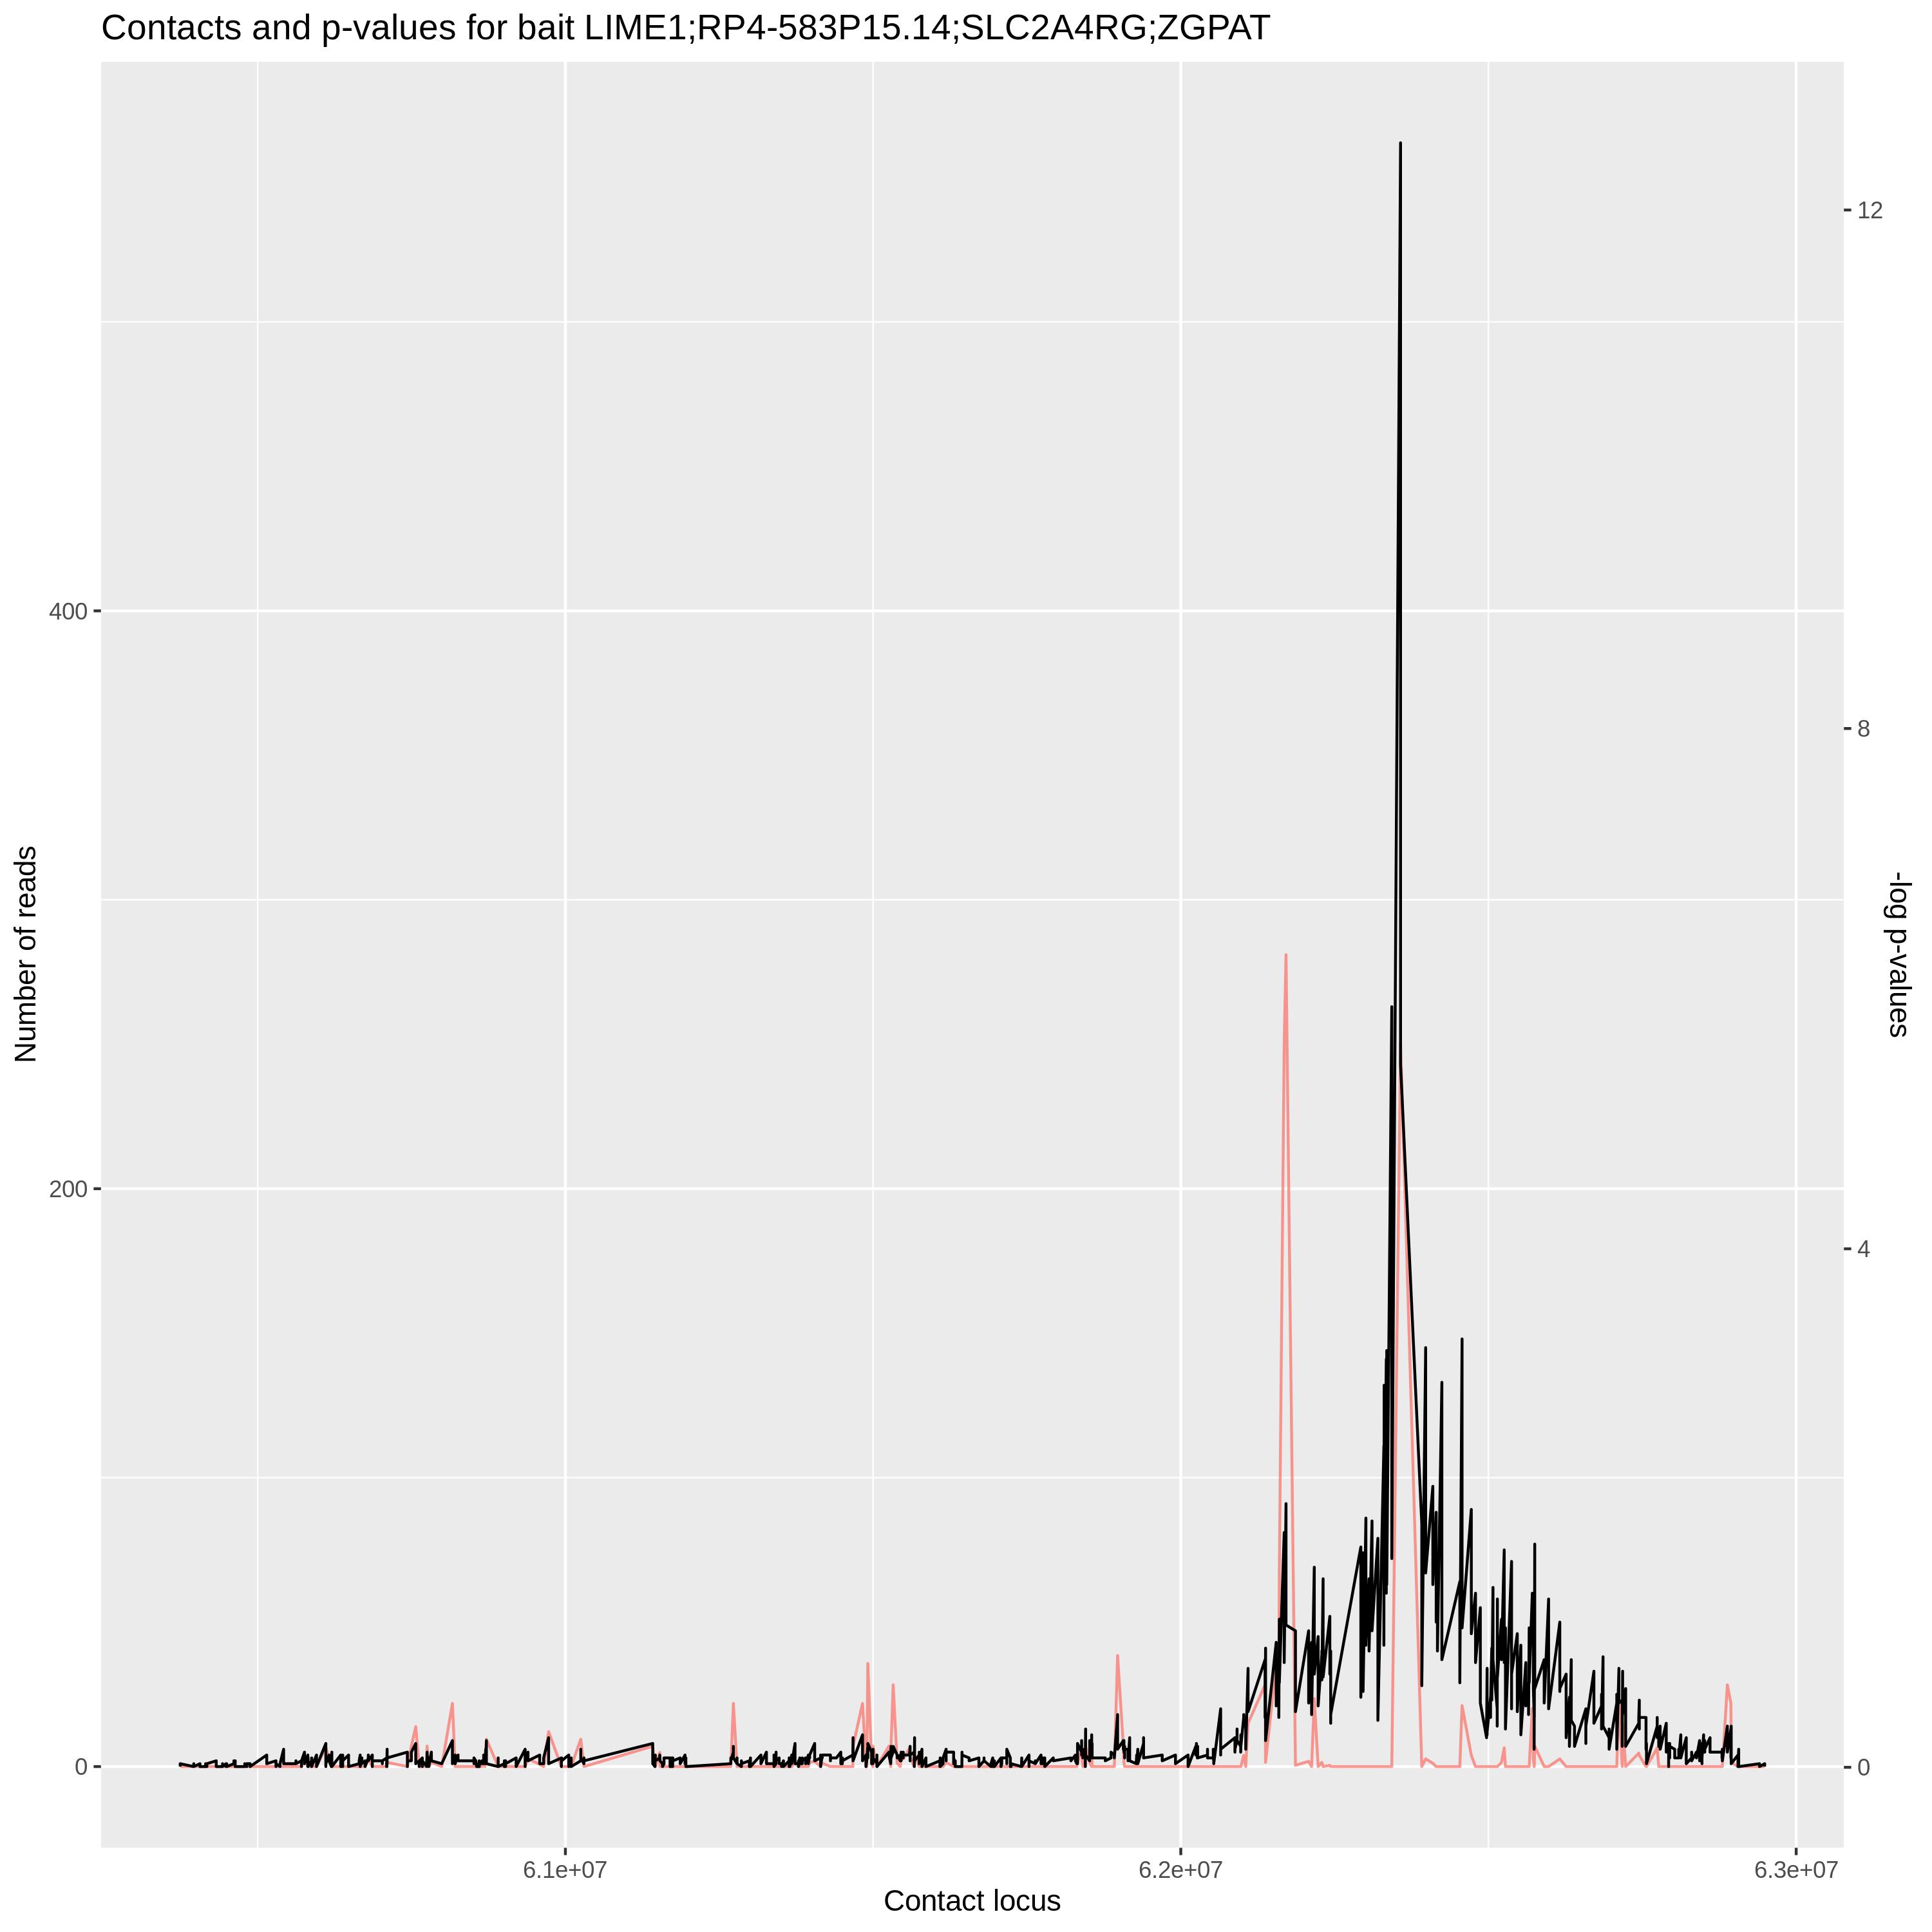 Contacts and p-values for bait LIME1;RP4-583P15.14;SLC2A4RG;ZGPAT
12
400
8
Number of reads
-log p-values
200
4
0
0
6.1e+07
6.2e+07
6.3e+07
Contact locus